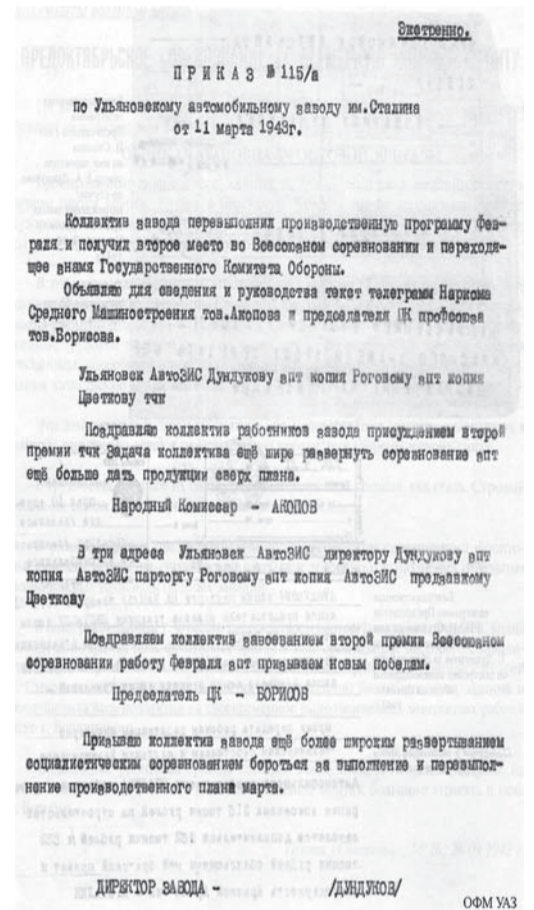 Экстренно.
ПРИКАЗ № 115/а
по Ульяновскому автомобильному заводу им.Сталина
от 11 марта 1943г.
Коллектив завода перевыполнил производственную программу фев-
раля и получил второе место во Всесоюзном соревновании и переходя-
щее знамя Государственного Комитета Обороны.
Объявляю для сведения и руководства текст телеграмм Наркома
Среднего Машиностроения тов.Акопова и председателя ЦК профсоюза
тов.Борисова.
Ульяновск АвтоЗИС Дундукову зпт копия Роговому зпт копия
Цветкову тчк
Поздравляю коллектив работников завода присуждением второй
премии тчк Задача коллектива ещё шире развернуть соревнование зпт
ещё больше дать продукции сверх плана.
Народный Комиссар - АКОПОВ
В три адреса Ульяновск АвтоЗИС директору Дундукову зпт
копия АвтоЗИС парторгу Роговому зпт копия АвтоЗИС предзавкому
Цветкову
Поздравляем коллектив завоеванием второй премии Всесоюзном
соревновании работу февраля зпт призываем новым победам.
Председатель ЦК - БОРИСОВ
Призываю коллектив завода ещё более широким развертыванием
социалистическим соревнованием бороться за выполнение и перевыпол-
нение производственного плана марта.
ДИРЕКТОР ЗАВОДА - /ДУНДУКОВ/
ОФМ УАЗ